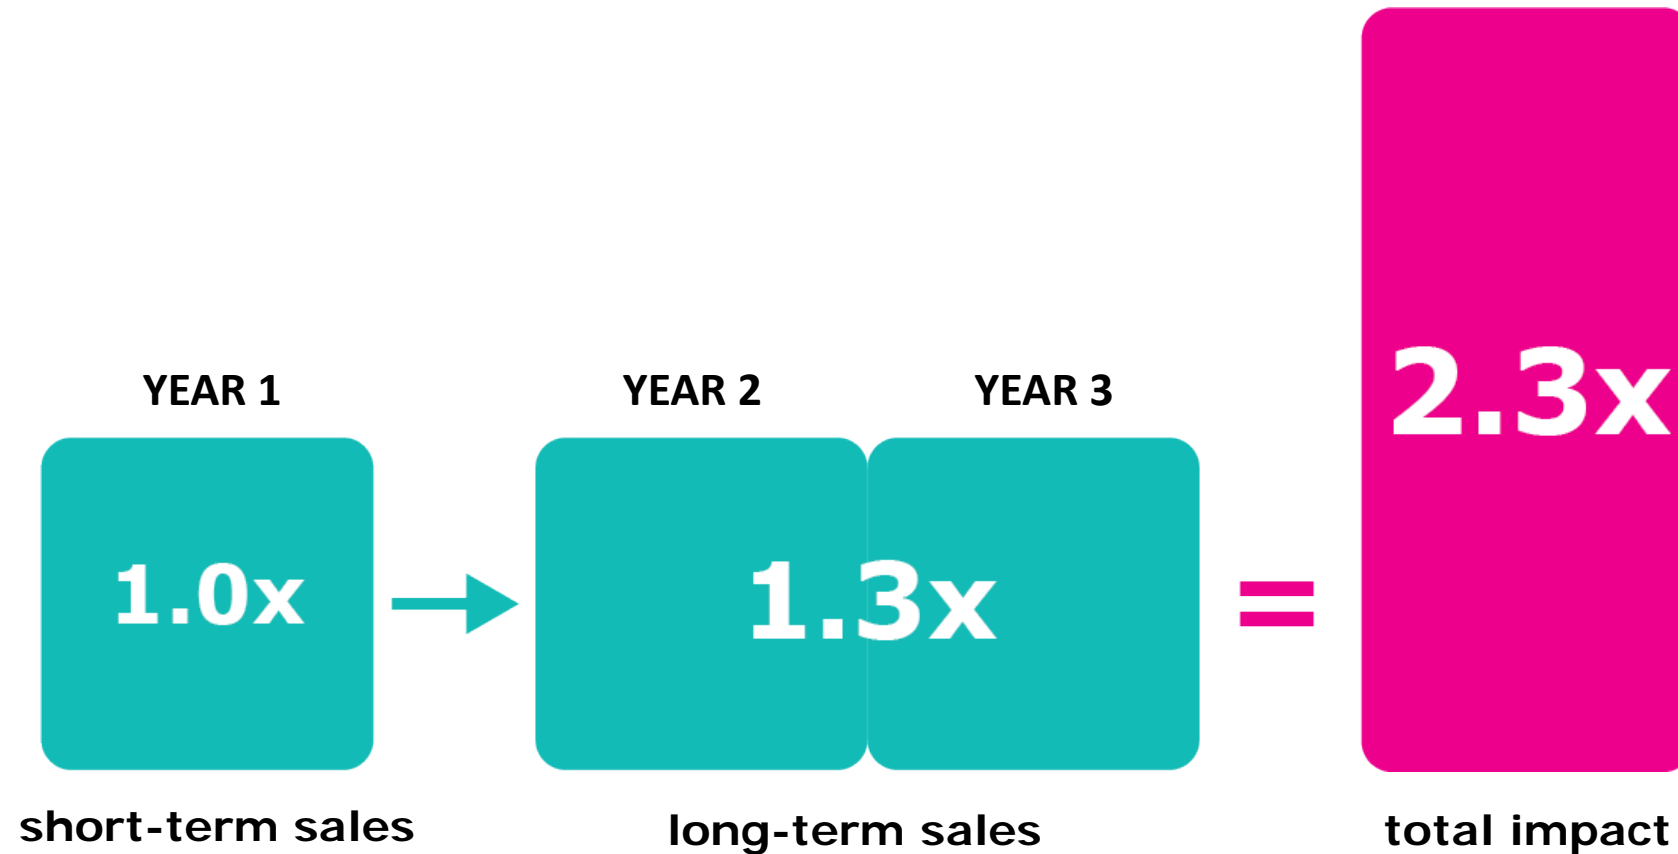 YEAR 1
YEAR 2
YEAR 3
1.0x
1.3x
=
2.3x
short-term sales
long-term sales
total impact